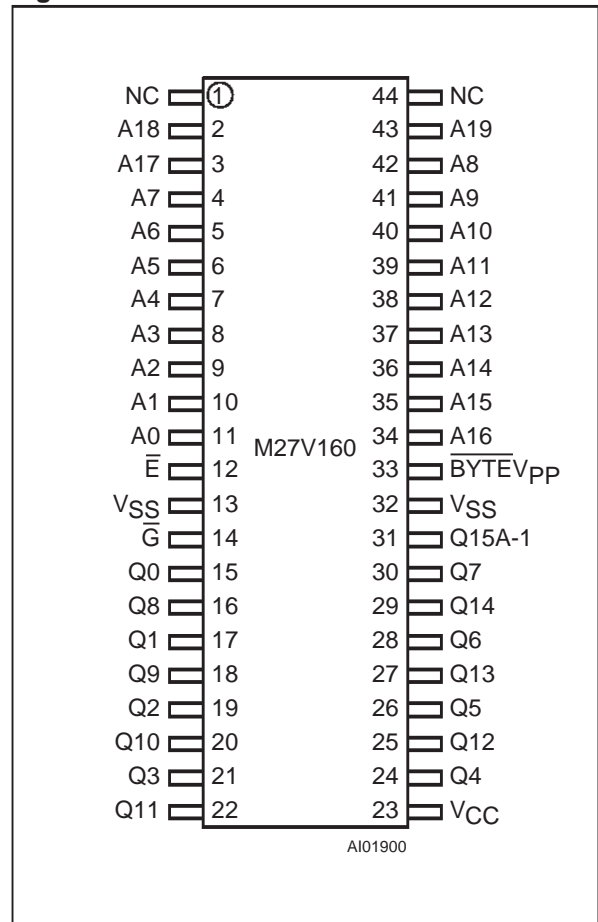 NC 1 44 NC
A18 2 43 A19
A17 3 42 A8
A7 4 41 A9
A6 5 40 A10
A5 6 39 A11
A4 7 38 A12
A3 8 37 A13
A2 9 36 A14
A1 10 35 A15
A0 11 34 A16
M27V160
E̅ 12 33 B̅Y̅T̅E̅VPP
VSS 13 32 VSS
G̅ 14 31 Q15A-1
Q0 15 30 Q7
Q8 16 29 Q14
Q1 17 28 Q6
Q9 18 27 Q13
Q2 19 26 Q5
Q10 20 25 Q12
Q3 21 24 Q4
Q11 22 23 VCC
AI01900